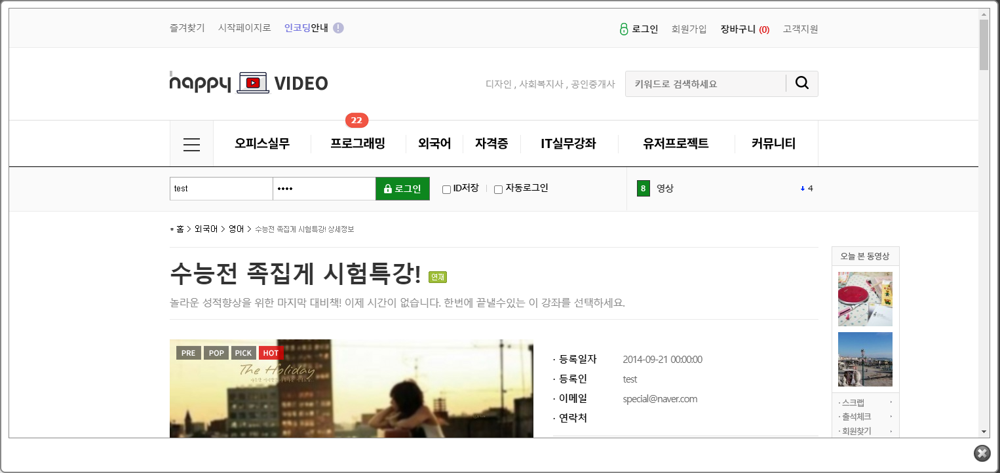 즐겨찾기 시작페이지로 인코딩안내 !
로그인 회원가입 장바구니 (0) 고객지원
happy VIDEO
디자인 , 사회복지사 , 공인중개사 키워드로 검색하세요
22
오피스실무 프로그래밍 외국어 자격증 IT실무강좌 유저프로젝트 커뮤니티
test •••• 로그인 ID저장 자동로그인 8 영상 4
* 홈 > 외국어 > 영어 > 수능전 족집게 시험특강! 상세정보
오늘 본 동영상
수능전 족집게 시험특강! 연재
놀라운 성적향상을 위한 마지막 대비책! 이제 시간이 없습니다. 한번에 끝낼수있는 이 강좌를 선택하세요.
PRE POP PICK HOT
The Holiday
· 등록일자 2014-09-21 00:00:00
· 등록인 test
· 이메일 special@naver.com
· 연락처
· 스크랩
· 출석체크
· 회원찾기